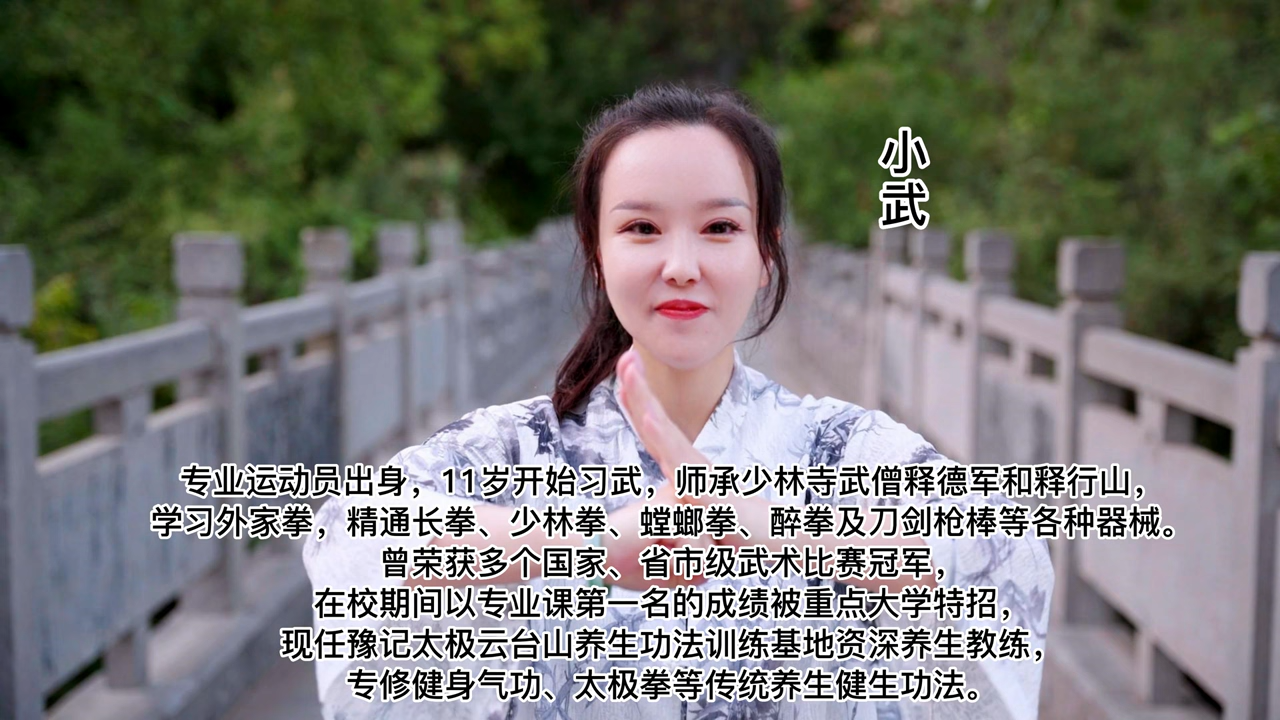 小武
专业运动员出身，11岁开始习武，师承少林寺武僧释德军和释行山，
学习外家拳，精通长拳、少林拳、螳螂拳、醉拳及刀剑枪棒等各种器械。
曾荣获多个国家、省市级武术比赛冠军，
在校期间以专业课第一名的成绩被重点大学特招，
现任豫记太极云台山养生功法训练基地资深养生教练，
专修健身气功、太极拳等传统养生健生功法。